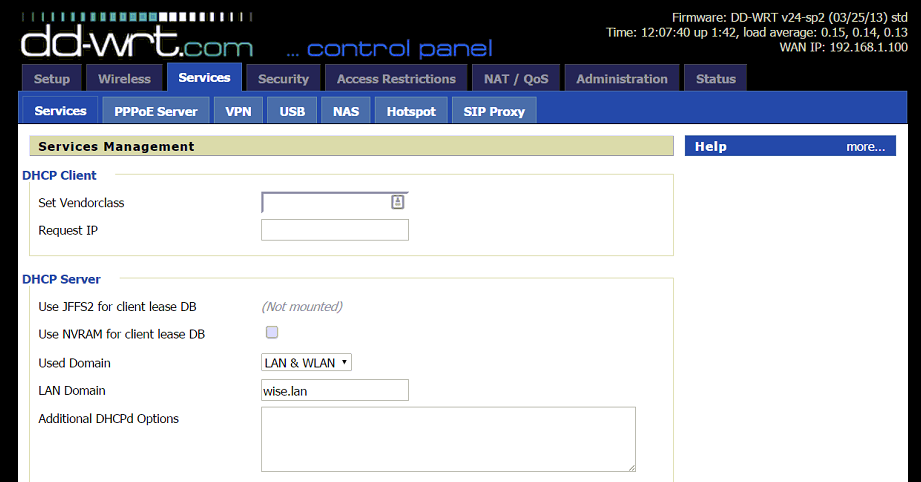 Firmware: DD-WRT v24-sp2 (03/25/13) std
Time: 12:07:40 up 1:42, load average: 0.15, 0.14, 0.13
WAN IP: 192.168.1.100
dd-wrt.com ... control panel
Setup Wireless Services Security Access Restrictions NAT / QoS Administration Status
Services PPPoE Server VPN USB NAS Hotspot SIP Proxy
Services Management
Help more...
DHCP Client
Set Vendorclass
Request IP
DHCP Server
Use JFFS2 for client lease DB (Not mounted)
Use NVRAM for client lease DB
Used Domain LAN & WLAN
LAN Domain wise.lan
Additional DHCPd Options